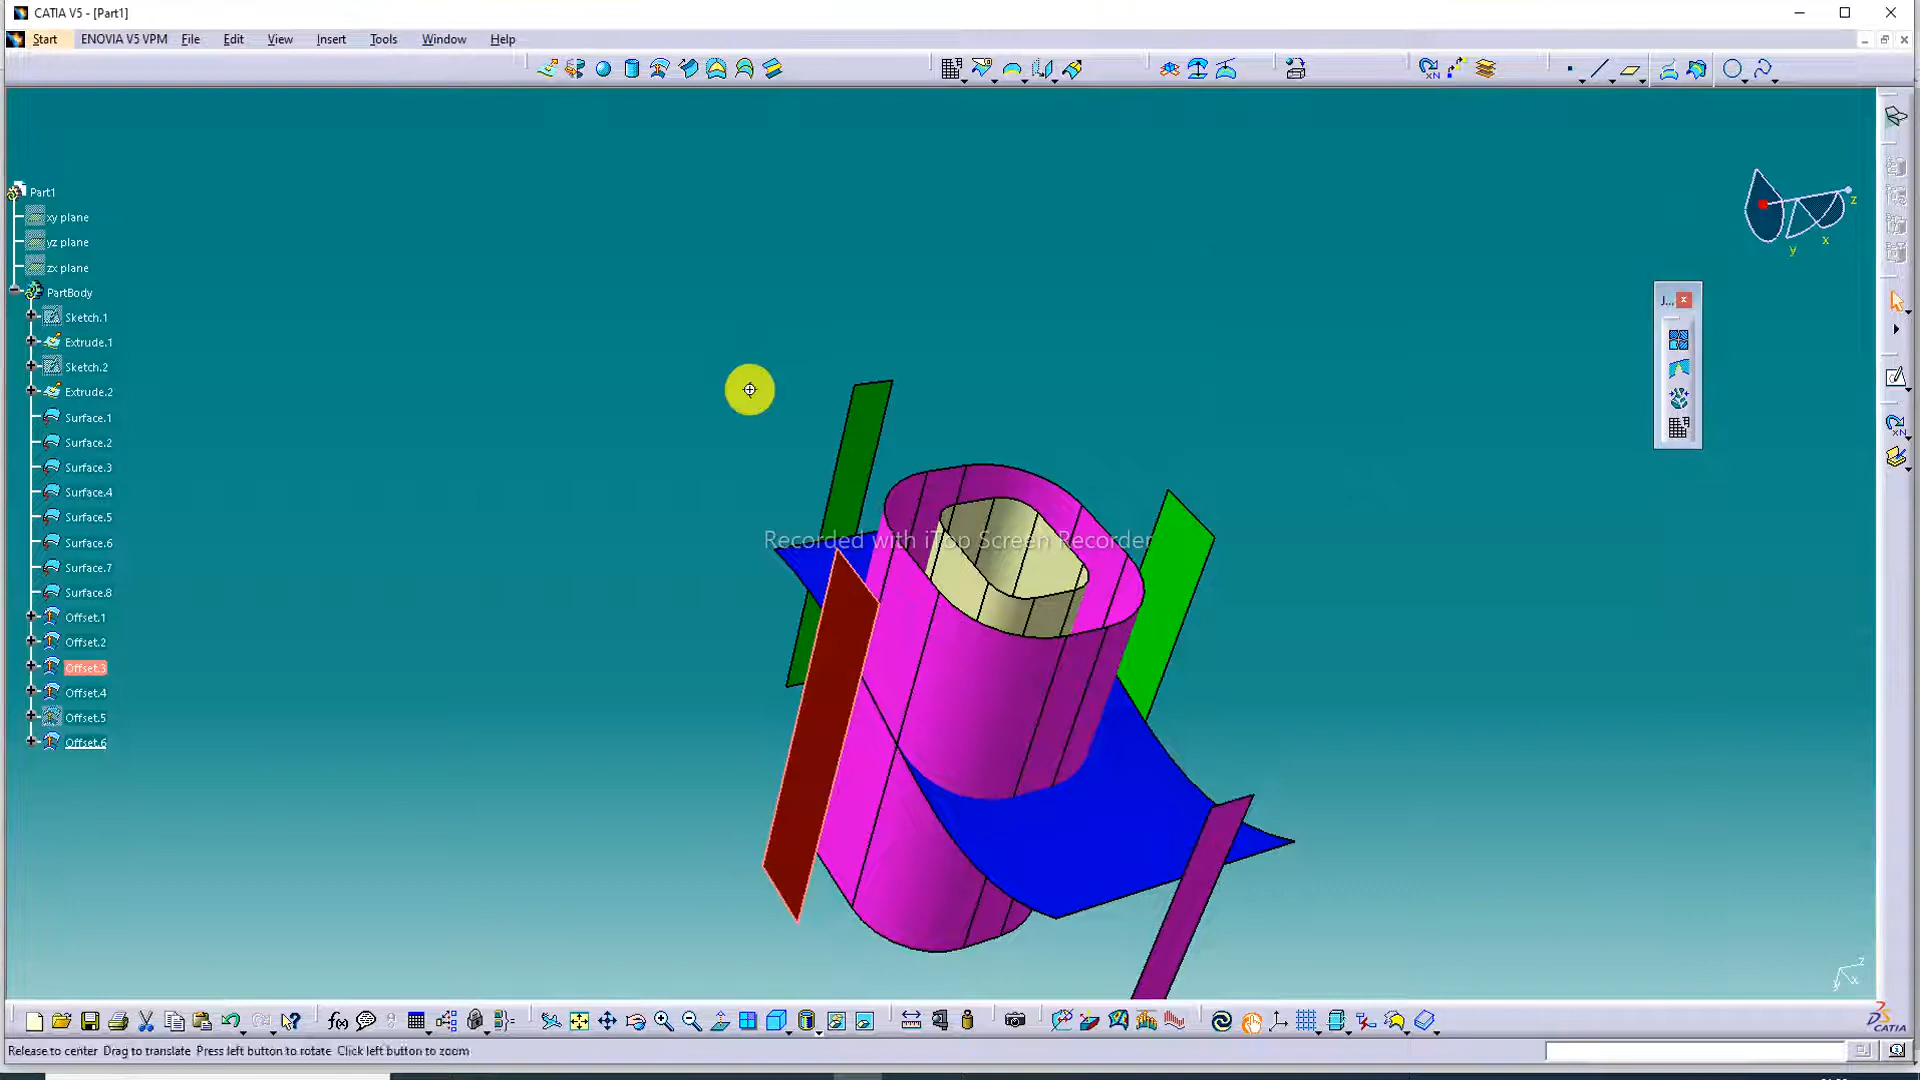 CATIA V5 - [Part1]
Start ENOVIA V5 VPM File Edit View Insert Tools Window Help
Part1
xy plane
yz plane
zx plane
PartBody
Sketch.1
Extrude.1
Sketch.2
Extrude.2
Surface.1
Surface.2
Surface.3
Surface.4
Surface.5
Surface.6
Surface.7
Surface.8
Offset.1
Offset.2
Offset.3
Offset.4
Offset.5
Offset.6
z
x
y
J...
Recorded with iTop Screen Recorder
z
x
y
CATIA
Release to center Drag to translate Press left button to rotate Click left button to zoom